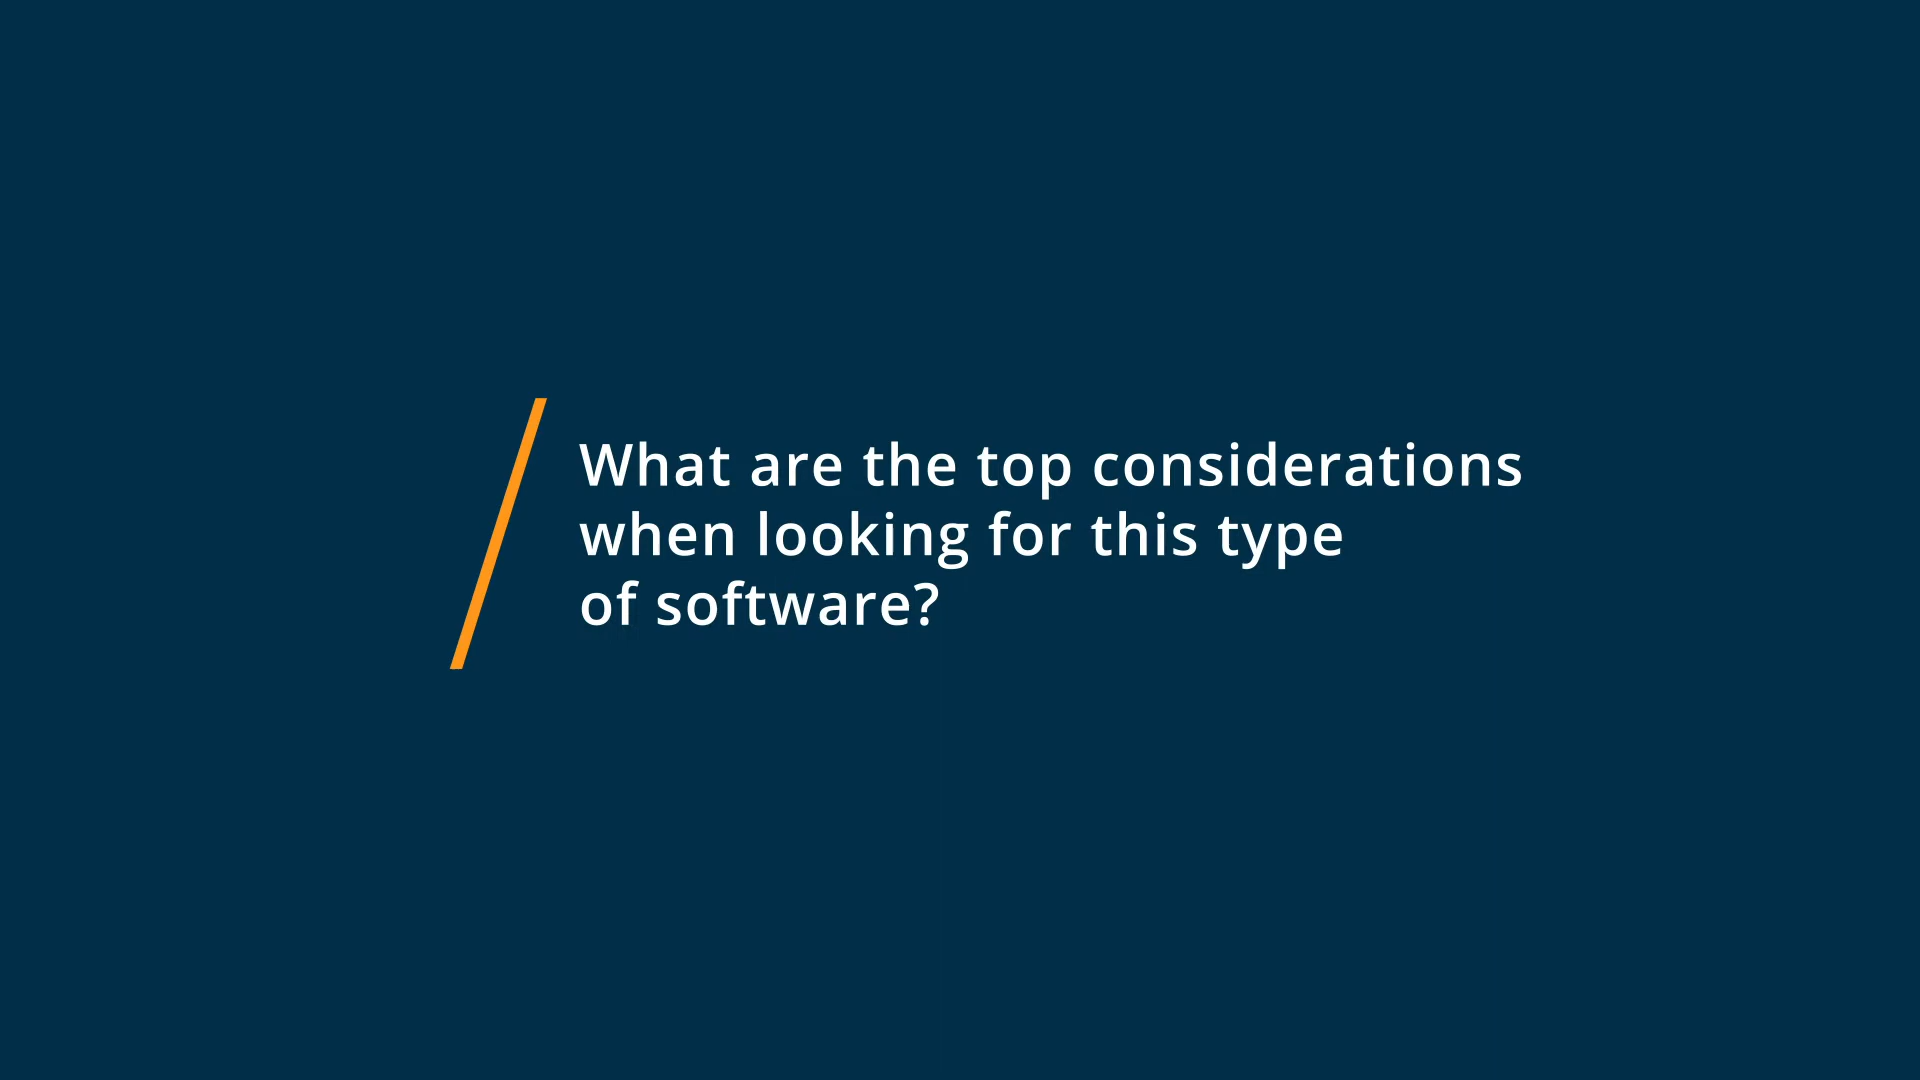 What are the top considerations
when looking for this type
of software?